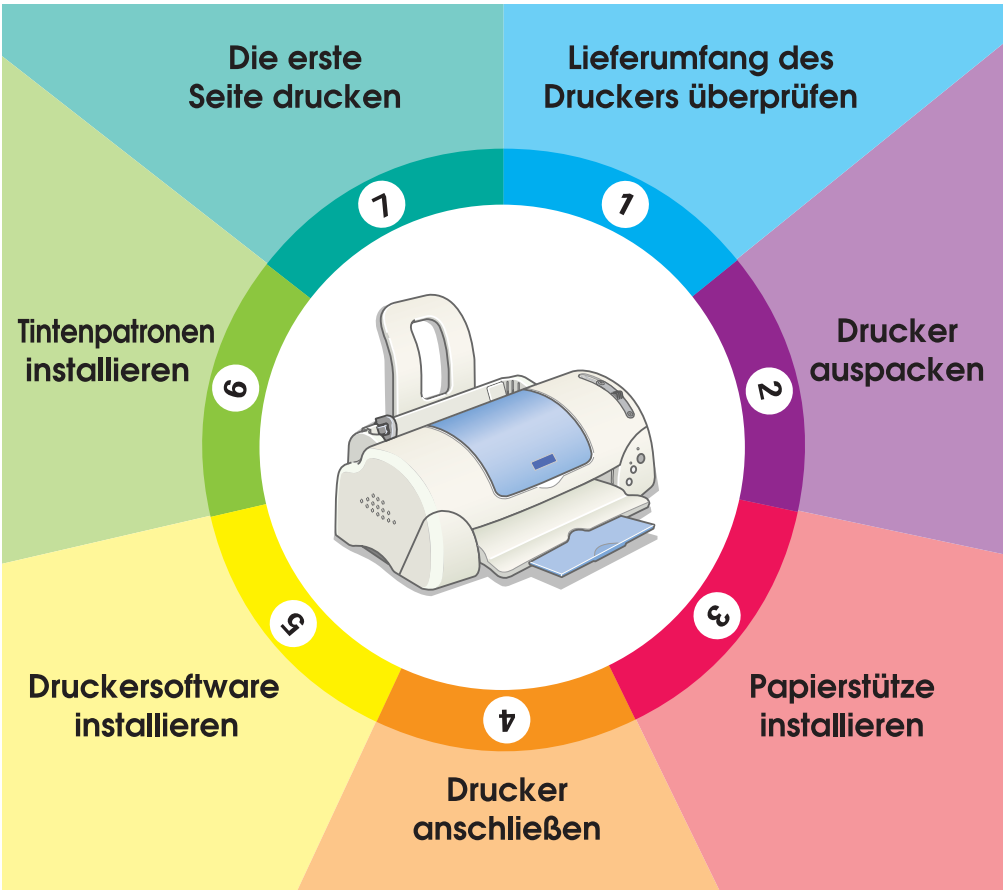 1
Lieferumfang des
Druckers überprüfen
2
Drucker
auspacken
3
Papierstütze
installieren
4
Drucker
anschließen
5
Druckersoftware
installieren
6
Tintenpatronen
installieren
7
Die erste
Seite drucken